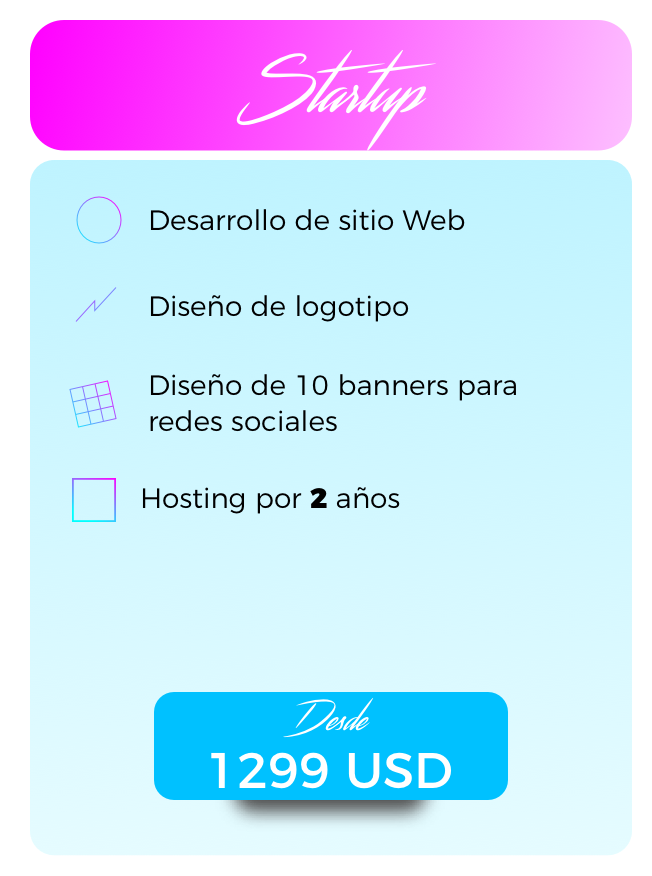 Startup
Desarrollo de sitio Web
Diseño de logotipo
Diseño de 10 banners para
redes sociales
Hosting por 2 años
Desde
1299 USD